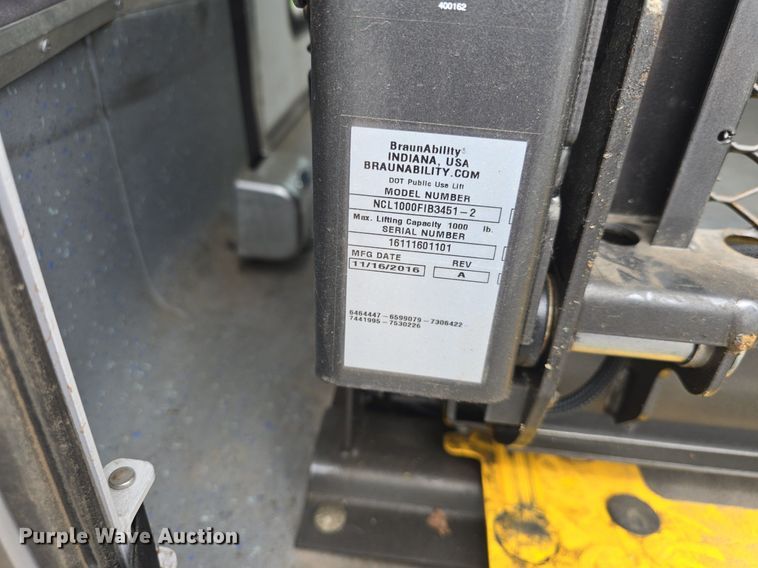 400162
BraunAbility®
INDIANA, USA
BRAUNABILITY.COM
DOT Public Use Lift
MODEL NUMBER
NCL1000FIB3451-2
Max. Lifting Capacity 1000 lb.
SERIAL NUMBER
16111601101
MFG DATE REV
11/16/2016 A
6464447-6599079-7306422
7441995-7530226
Purple Wave Auction